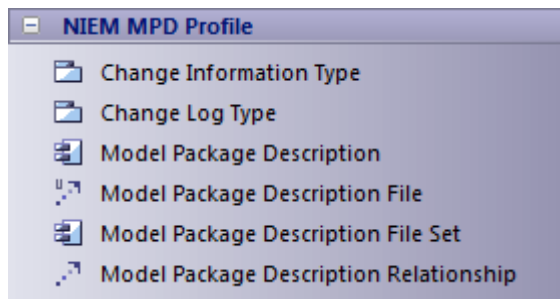 NIEM MPD Profile
Change Information Type
Change Log Type
Model Package Description
Model Package Description File
Model Package Description File Set
Model Package Description Relationship